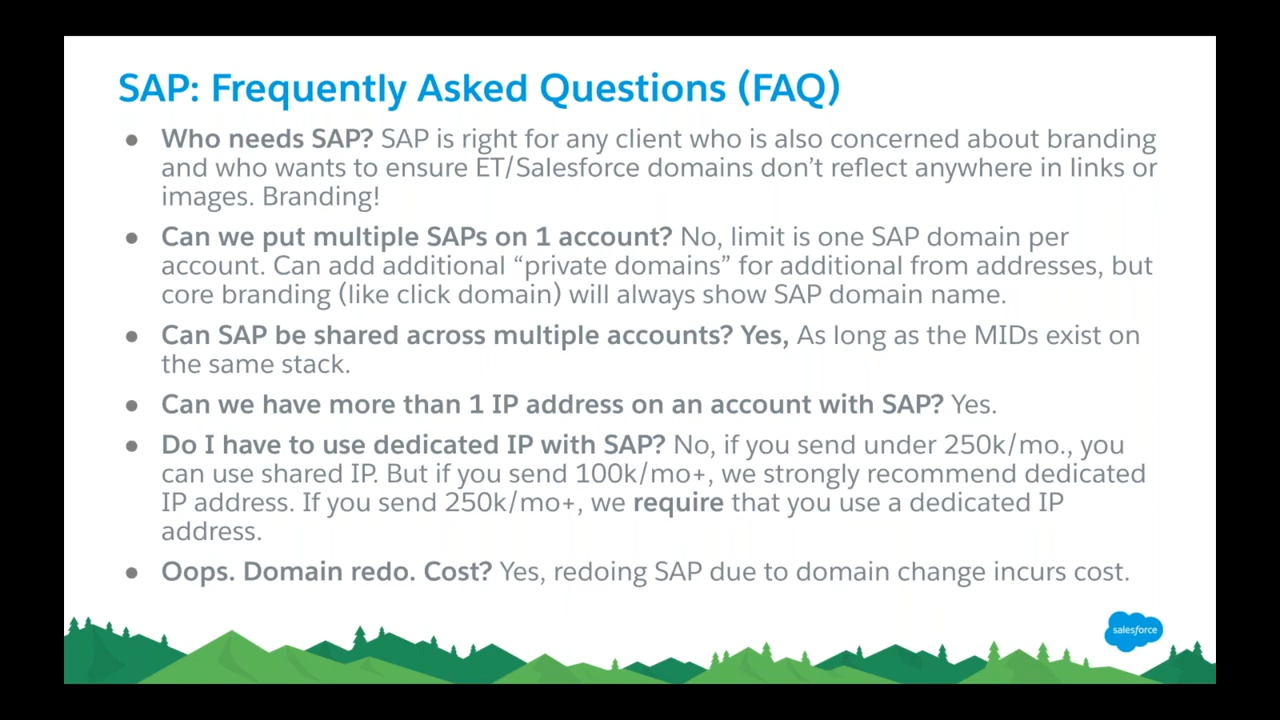 SAP: Frequently Asked Questions (FAQ)
● Who needs SAP? SAP is right for any client who is also concerned about branding
and who wants to ensure ET/Salesforce domains don’t reflect anywhere in links or
images. Branding!
● Can we put multiple SAPs on 1 account? No, limit is one SAP domain per
account. Can add additional “private domains” for additional from addresses, but
core branding (like click domain) will always show SAP domain name.
● Can SAP be shared across multiple accounts? Yes, As long as the MIDs exist on
the same stack.
● Can we have more than 1 IP address on an account with SAP? Yes.
● Do I have to use dedicated IP with SAP? No, if you send under 250k/mo., you
can use shared IP. But if you send 100k/mo+, we strongly recommend dedicated
IP address. If you send 250k/mo+, we require that you use a dedicated IP
address.
● Oops. Domain redo. Cost? Yes, redoing SAP due to domain change incurs cost.
salesforce